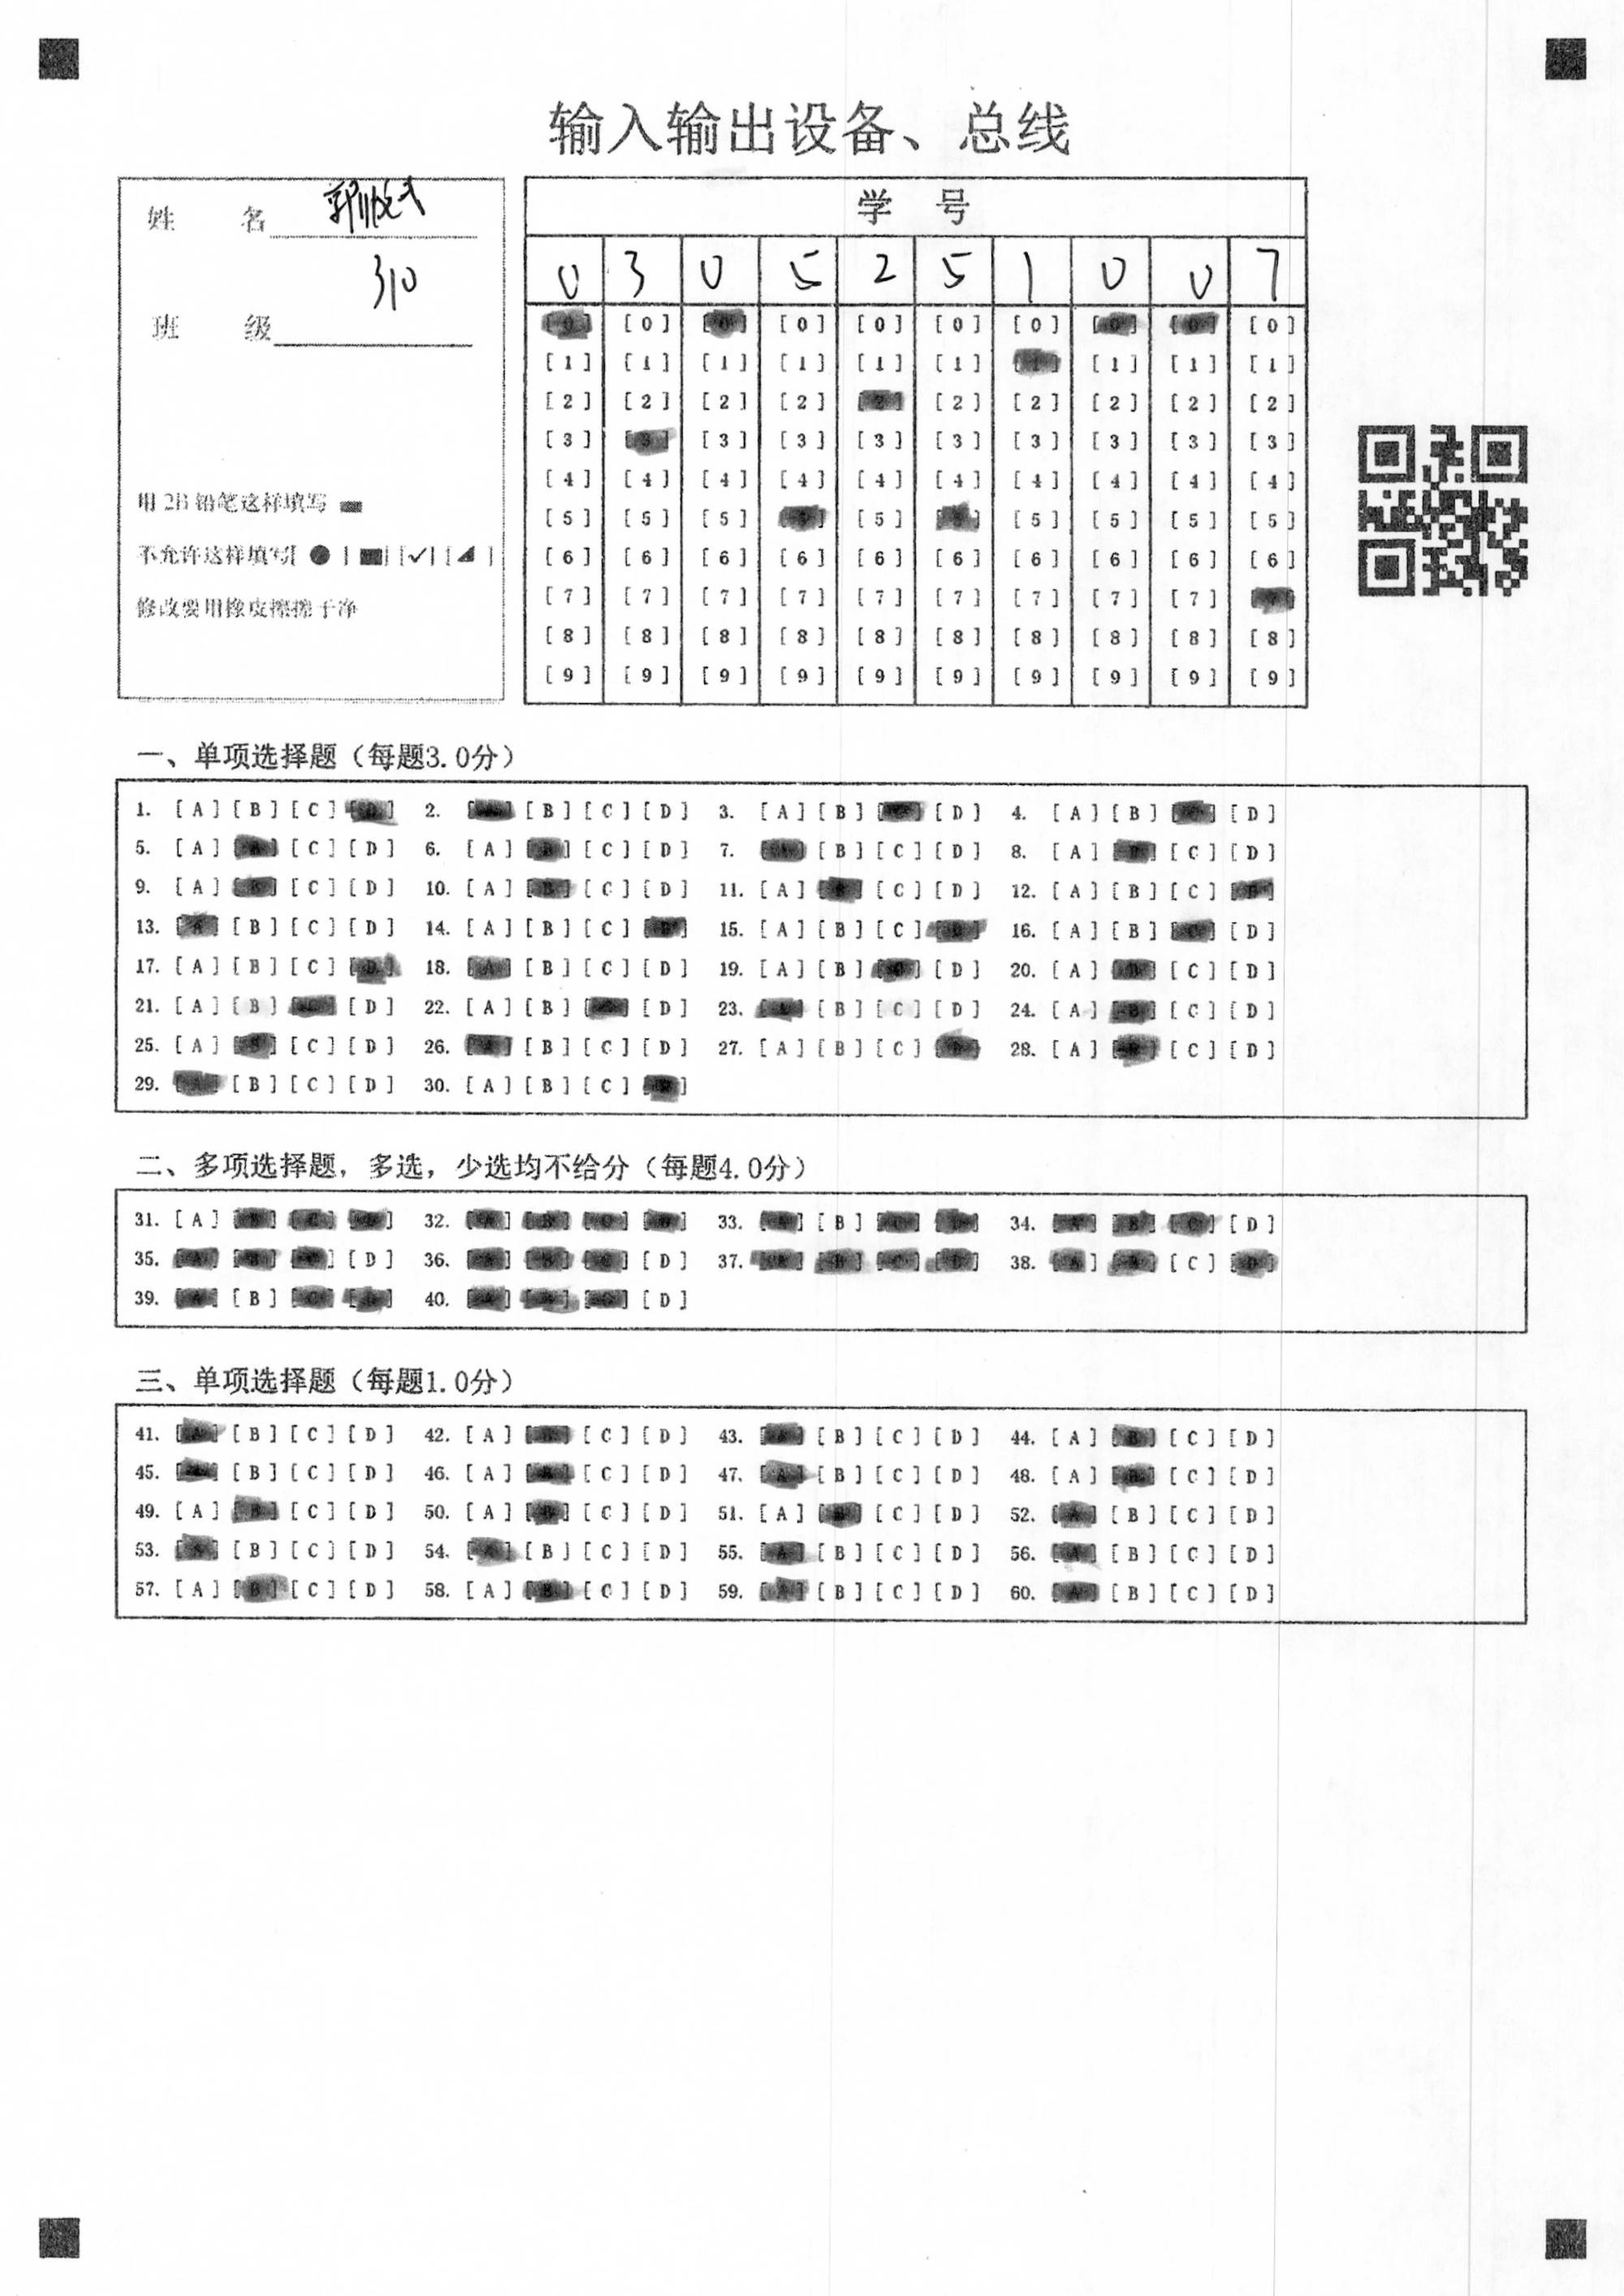 输入输出设备、总线
姓 名
310
班 级
用 2B 铅笔这样填写
不允许这样填写[ ● ] [■] [✓] [◢ ]
修改要用橡皮擦擦干净
学 号
0 3 0 5 2 5 1 0 0 7
[0] [0] [0] [0] [0] [0] [0] [0] [0] [0]
[1] [1] [1] [1] [1] [1] [1] [1] [1] [1]
[2] [2] [2] [2] [2] [2] [2] [2] [2] [2]
[3] [3] [3] [3] [3] [3] [3] [3] [3] [3]
[4] [4] [4] [4] [4] [4] [4] [4] [4] [4]
[5] [5] [5] [5] [5] [5] [5] [5] [5] [5]
[6] [6] [6] [6] [6] [6] [6] [6] [6] [6]
[7] [7] [7] [7] [7] [7] [7] [7] [7] [7]
[8] [8] [8] [8] [8] [8] [8] [8] [8] [8]
[9] [9] [9] [9] [9] [9] [9] [9] [9] [9]
一、单项选择题（每题3.0分）
1. [A] [B] [C] [D] 2. [A] [B] [C] [D] 3. [A] [B] [C] [D] 4. [A] [B] [C] [D]
5. [A] [B] [C] [D] 6. [A] [B] [C] [D] 7. [A] [B] [C] [D] 8. [A] [B] [C] [D]
9. [A] [B] [C] [D] 10. [A] [B] [C] [D] 11. [A] [B] [C] [D] 12. [A] [B] [C] [D]
13. [A] [B] [C] [D] 14. [A] [B] [C] [D] 15. [A] [B] [C] [D] 16. [A] [B] [C] [D]
17. [A] [B] [C] [D] 18. [A] [B] [C] [D] 19. [A] [B] [C] [D] 20. [A] [B] [C] [D]
21. [A] [B] [C] [D] 22. [A] [B] [C] [D] 23. [A] [B] [C] [D] 24. [A] [B] [C] [D]
25. [A] [B] [C] [D] 26. [A] [B] [C] [D] 27. [A] [B] [C] [D] 28. [A] [B] [C] [D]
29. [A] [B] [C] [D] 30. [A] [B] [C] [D]
二、多项选择题，多选，少选均不给分（每题4.0分）
31. [A] [B] [C] [D] 32. [A] [B] [C] [D] 33. [A] [B] [C] [D] 34. [A] [B] [C] [D]
35. [A] [B] [C] [D] 36. [A] [B] [C] [D] 37. [A] [B] [C] [D] 38. [A] [B] [C] [D]
39. [A] [B] [C] [D] 40. [A] [B] [C] [D]
三、单项选择题（每题1.0分）
41. [A] [B] [C] [D] 42. [A] [B] [C] [D] 43. [A] [B] [C] [D] 44. [A] [B] [C] [D]
45. [A] [B] [C] [D] 46. [A] [B] [C] [D] 47. [A] [B] [C] [D] 48. [A] [B] [C] [D]
49. [A] [B] [C] [D] 50. [A] [B] [C] [D] 51. [A] [B] [C] [D] 52. [A] [B] [C] [D]
53. [A] [B] [C] [D] 54. [A] [B] [C] [D] 55. [A] [B] [C] [D] 56. [A] [B] [C] [D]
57. [A] [B] [C] [D] 58. [A] [B] [C] [D] 59. [A] [B] [C] [D] 60. [A] [B] [C] [D]